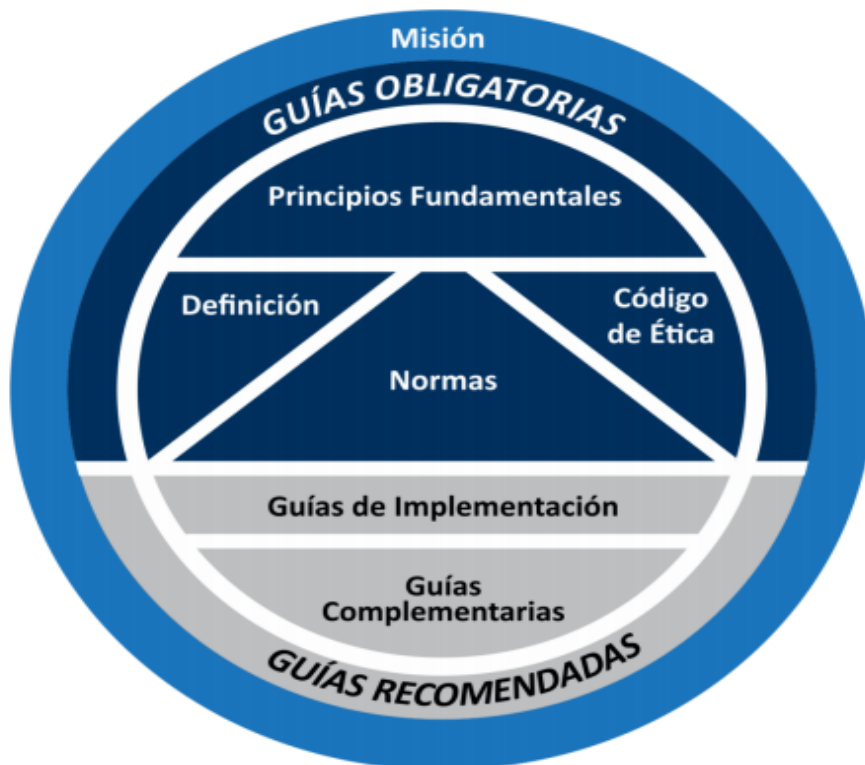 Misión
GUÍAS OBLIGATORIAS
Principios Fundamentales
Definición
Código
de Ética
Normas
Guías de Implementación
Guías
Complementarias
GUÍAS RECOMENDADAS